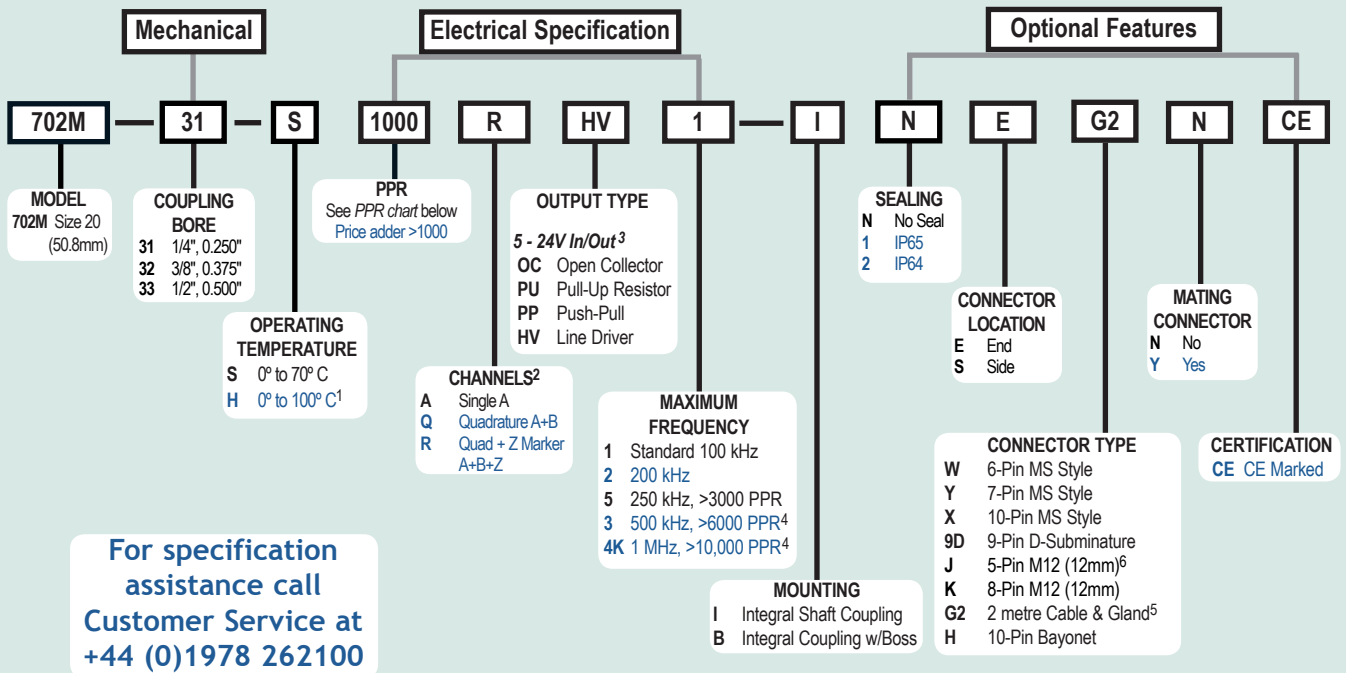 Mechanical
Electrical Specification
Optional Features
702M
31
S
1000
R
HV
1
I
N
E
G2
N
CE
MODEL
702M Size 20
(50.8mm)
COUPLING
BORE
31 1/4", 0.250"
32 3/8", 0.375"
33 1/2", 0.500"
OPERATING
TEMPERATURE
S 0º to 70º C
H 0º to 100º C1
PPR
See PPR chart below
Price adder >1000
CHANNELS2
A Single A
Q Quadrature A+B
R Quad + Z Marker
A+B+Z
OUTPUT TYPE
5 - 24V In/Out3
OC Open Collector
PU Pull-Up Resistor
PP Push-Pull
HV Line Driver
MAXIMUM
FREQUENCY
1 Standard 100 kHz
2 200 kHz
5 250 kHz, >3000 PPR
3 500 kHz, >6000 PPR4
4K 1 MHz, >10,000 PPR4
MOUNTING
I Integral Shaft Coupling
B Integral Coupling w/Boss
SEALING
N No Seal
1 IP65
2 IP64
CONNECTOR
LOCATION
E End
S Side
CONNECTOR TYPE
W 6-Pin MS Style
Y 7-Pin MS Style
X 10-Pin MS Style
9D 9-Pin D-Subminature
J 5-Pin M12 (12mm)6
K 8-Pin M12 (12mm)
G2 2 metre Cable & Gland5
H 10-Pin Bayonet
MATING
CONNECTOR
N No
Y Yes
CERTIFICATION
CE CE Marked
For specification
assistance call
Customer Service at
+44 (0)1978 262100